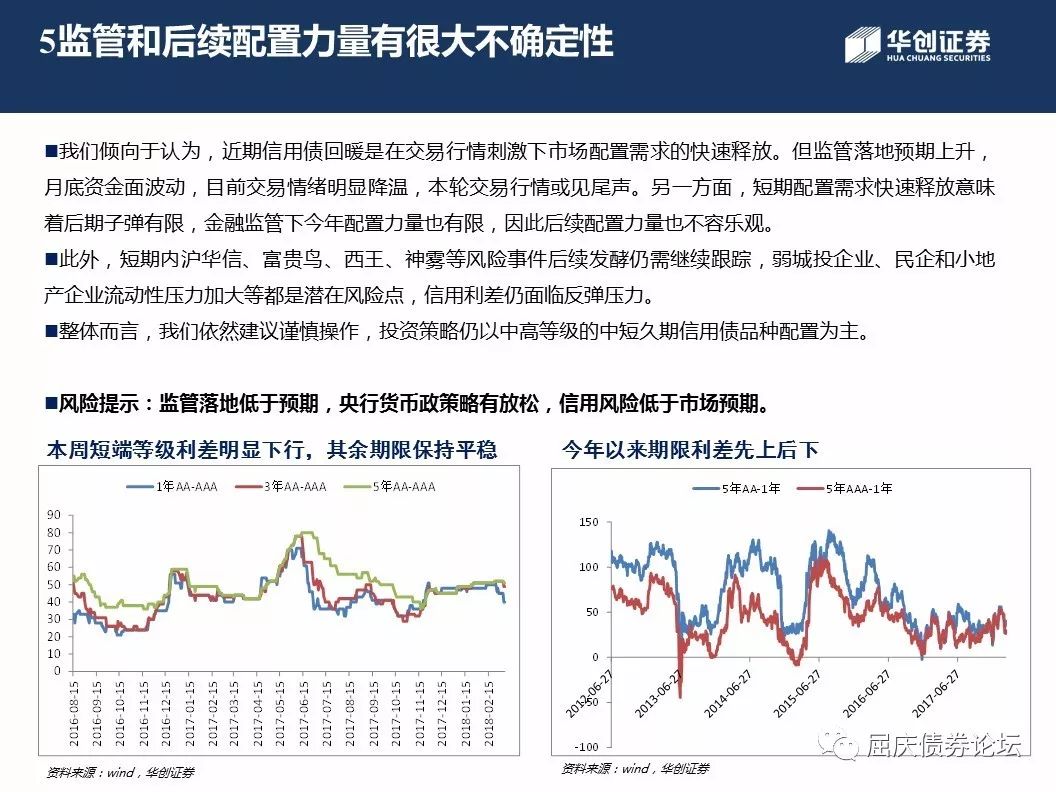 5监管和后续配置力量有很大不确定性
华创证券
HUA CHUANG SECURITIES
■我们倾向于认为，近期信用债回暖是在交易行情刺激下市场配置需求的快速释放。但监管落地预期上升，
月底资金面波动，目前交易情绪明显降温，本轮交易行情或见尾声。另一方面，短期配置需求快速释放意味
着后期子弹有限，金融监管下今年配置力量也有限，因此后续配置力量也不容乐观。
■此外，短期内沪华信、富贵鸟、西王、神雾等风险事件后续发酵仍需继续跟踪，弱城投企业、民企和小地
产企业流动性压力加大等都是潜在风险点，信用利差仍面临反弹压力。
■整体而言，我们依然建议谨慎操作，投资策略仍以中高等级的中短久期信用债品种配置为主。
■风险提示：监管落地低于预期，央行货币政策略有放松，信用风险低于市场预期。
本周短端等级利差明显下行，其余期限保持平稳
1年AA-AAA 3年AA-AAA 5年AA-AAA
90
80
70
60
50
40
30
20
10
0
2016-08-15
2016-09-15
2016-10-15
2016-11-15
2016-12-15
2017-01-15
2017-02-15
2017-03-15
2017-04-15
2017-05-15
2017-06-15
2017-07-15
2017-08-15
2017-09-15
2017-10-15
2017-11-15
2017-12-15
2018-01-15
2018-02-15
资料来源：wind，华创证券
今年以来期限利差先上后下
5年AA-1年 5年AAA-1年
150
100
50
0
-50
-100
2012-06-27
2013-06-27
2014-06-27
2015-06-27
2016-06-27
2017-06-27
资料来源：wind，华创证券
屈庆债券论坛